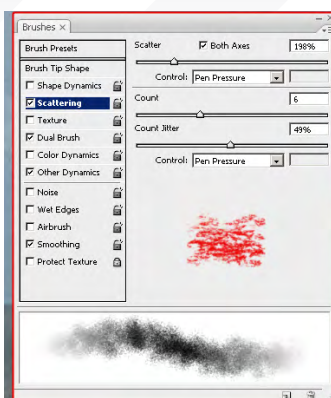 Brushes ×
Brush Presets
Brush Tip Shape
Shape Dynamics
Scattering
Texture
Dual Brush
Color Dynamics
Other Dynamics
Noise
Wet Edges
Airbrush
Smoothing
Protect Texture
Scatter
Both Axes
198%
Control: Pen Pressure
Count
6
Count Jitter
49%
Control: Pen Pressure